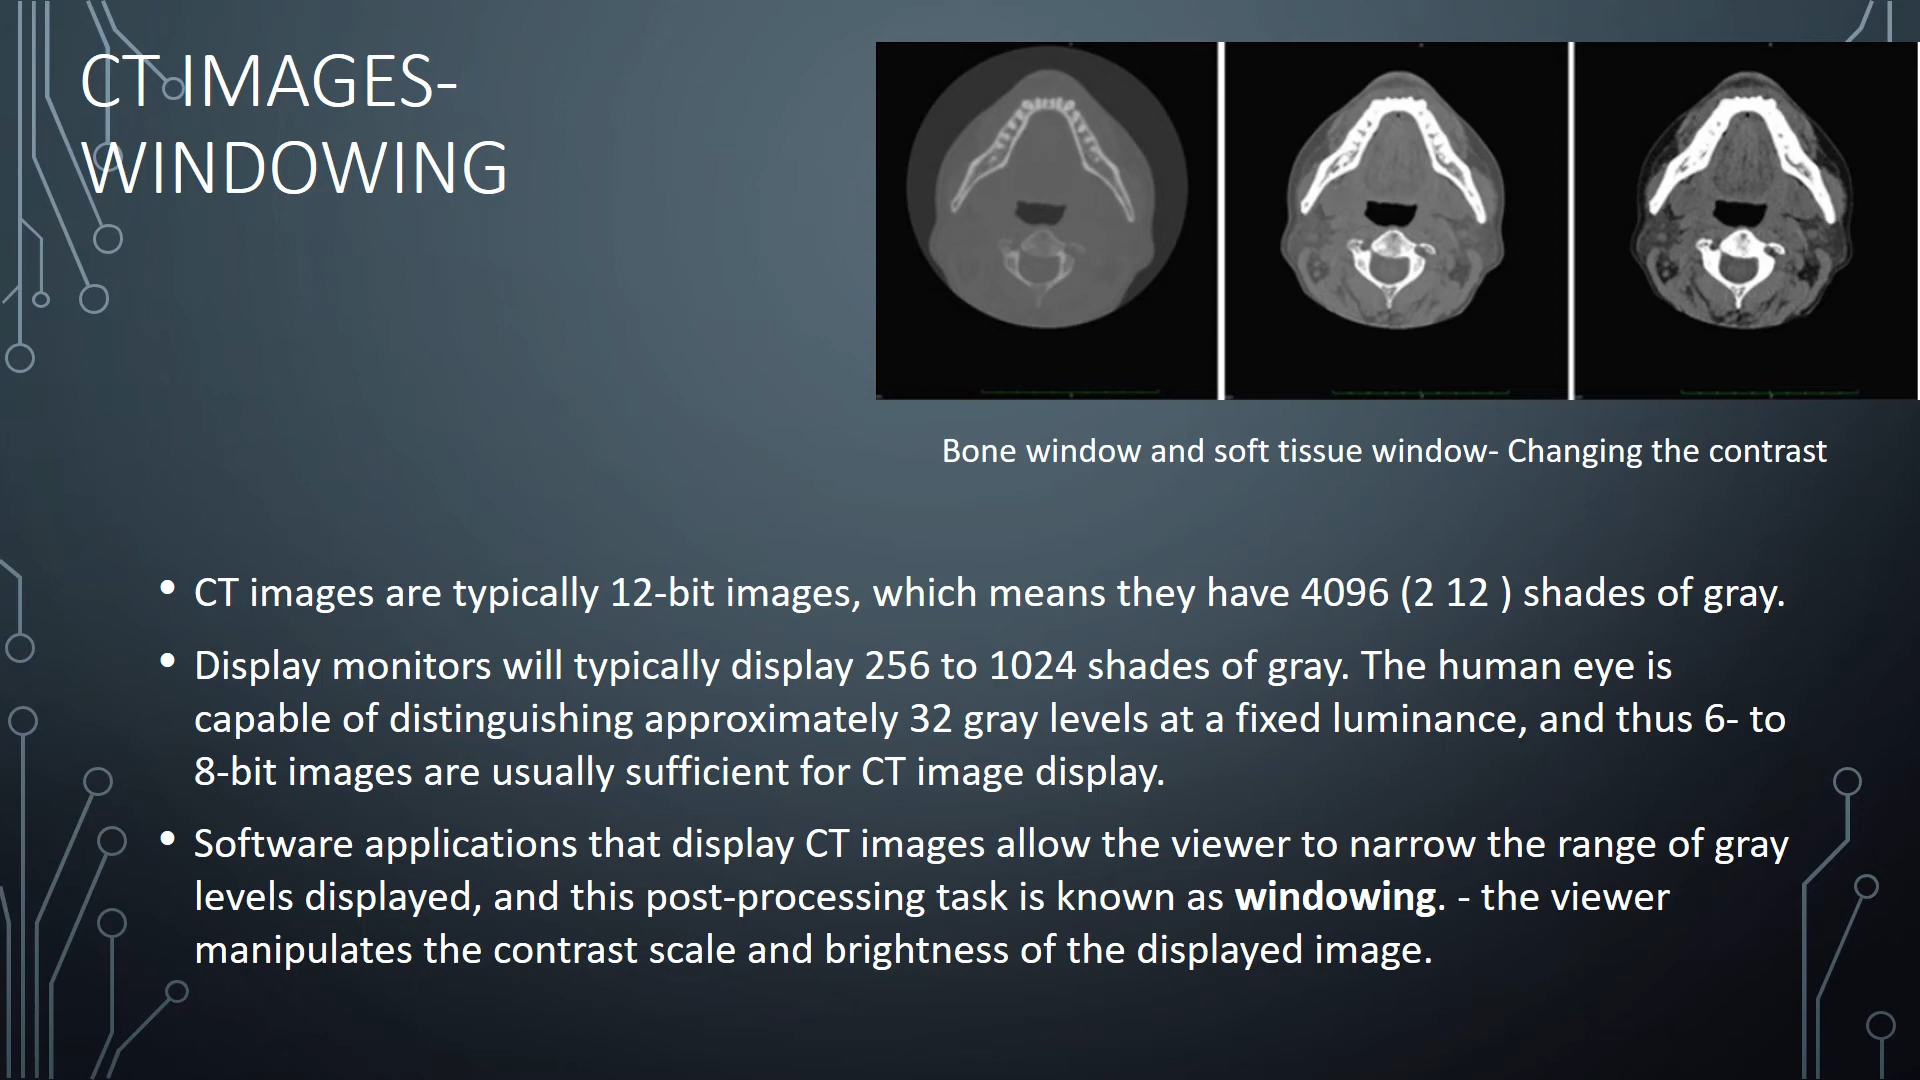 CT IMAGES-
WINDOWING
Bone window and soft tissue window- Changing the contrast
• CT images are typically 12-bit images, which means they have 4096 (2 12 ) shades of gray.
• Display monitors will typically display 256 to 1024 shades of gray. The human eye is
capable of distinguishing approximately 32 gray levels at a fixed luminance, and thus 6- to
8-bit images are usually sufficient for CT image display.
• Software applications that display CT images allow the viewer to narrow the range of gray
levels displayed, and this post-processing task is known as windowing. - the viewer
manipulates the contrast scale and brightness of the displayed image.